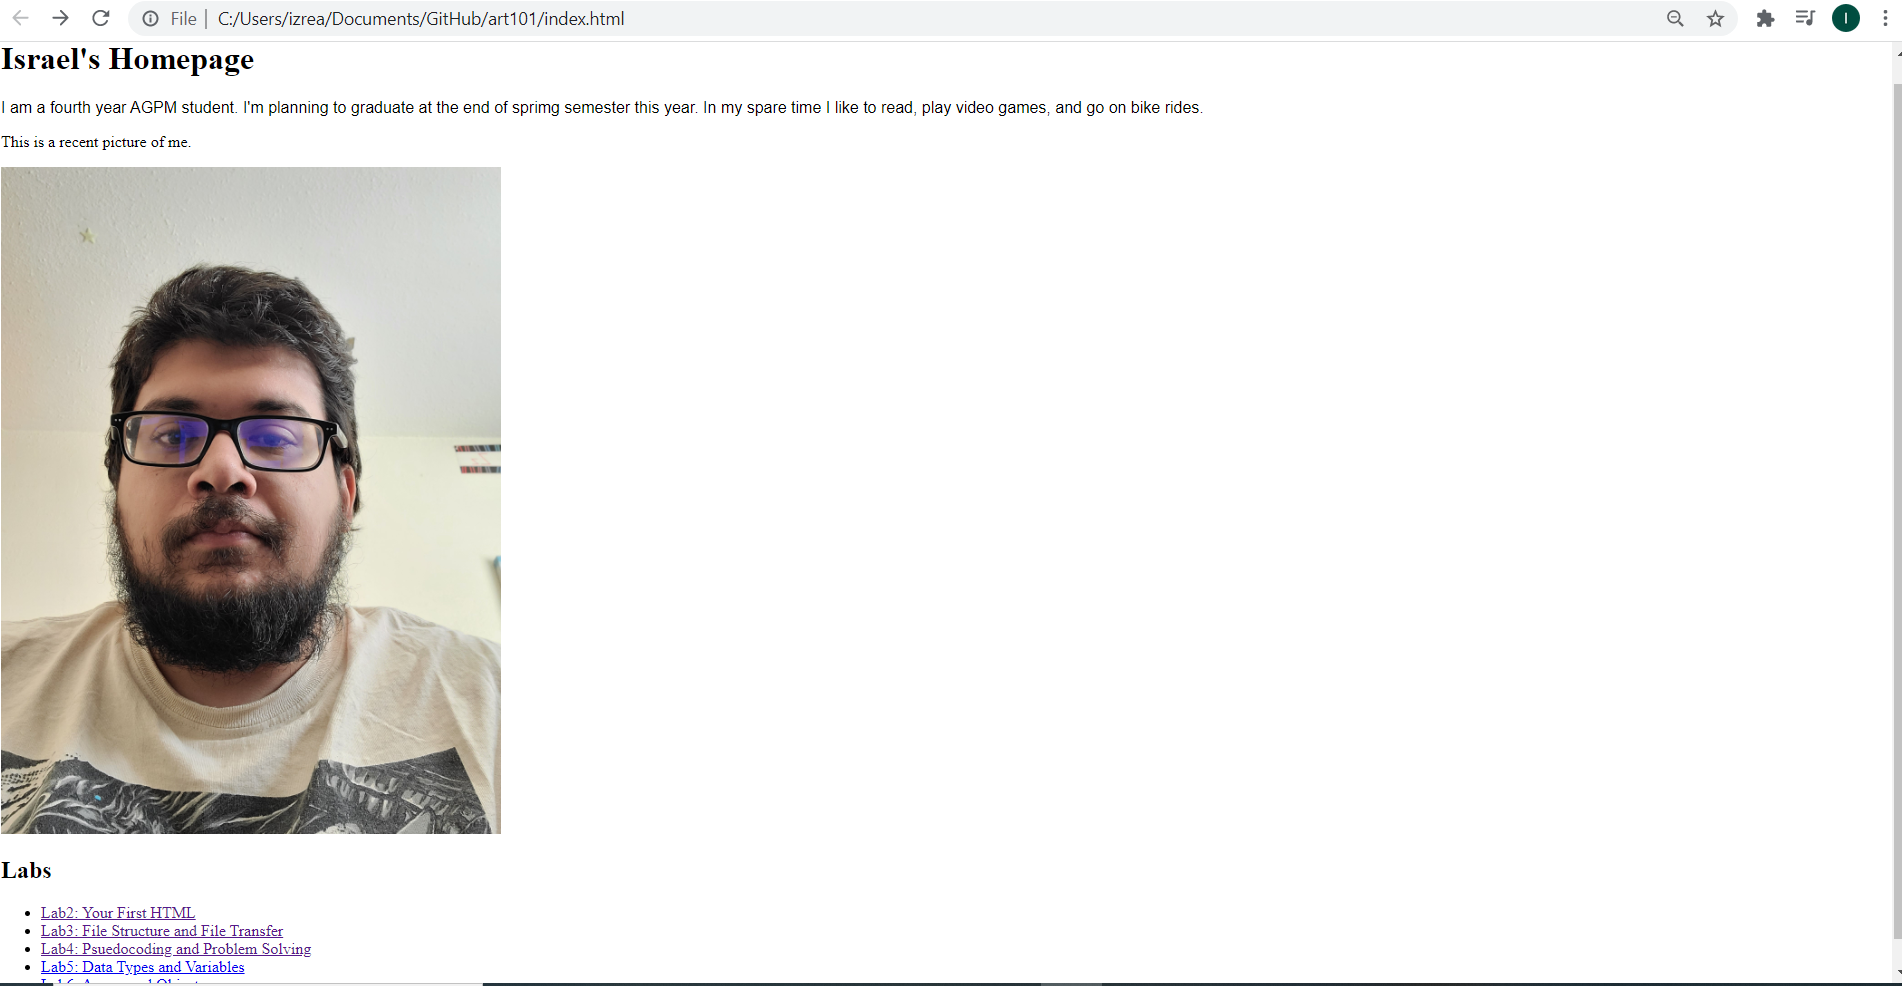 File | C:/Users/izrea/Documents/GitHub/art101/index.html
I
Israel's Homepage
I am a fourth year AGPM student. I'm planning to graduate at the end of sprimg semester this year. In my spare time I like to read, play video games, and go on bike rides.
This is a recent picture of me.
Labs
Lab2: Your First HTML
Lab3: File Structure and File Transfer
Lab4: Psuedocoding and Problem Solving
Lab5: Data Types and Variables